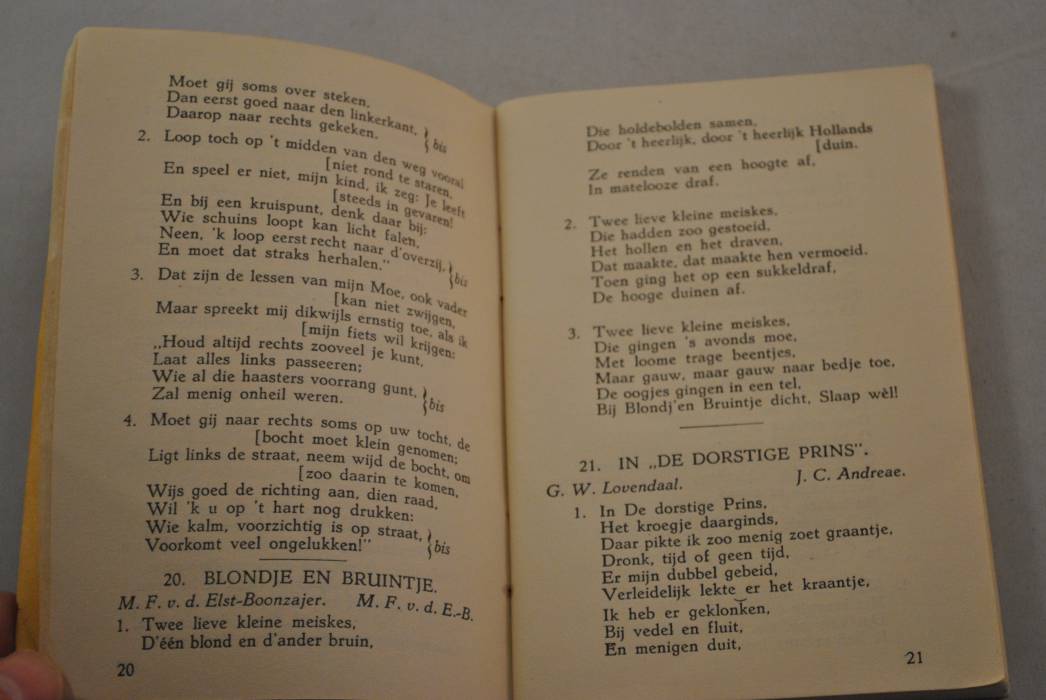 Moet gij soms over steken,
Dan eerst goed naar den linkerkant,
Daarop naar rechts gekeken. bis
2. Loop toch op 't midden van den weg vooral
[niet rond te staren,
En speel er niet, mijn kind, ik zeg: Je leeft
[steeds in gevaren!
En bij een kruispunt, denk daar bij:
Wie schuins loopt kan licht falen,
Neen, 'k loop eerst recht naar d'overzij,
En moet dat straks herhalen." bis
3. Dat zijn de lessen van mijn Moe, ook vader
[kan niet zwijgen,
Maar spreekt mij dikwijls ernstig toe, als ik
[mijn fiets wil krijgen:
„Houd altijd rechts zooveel je kunt,
Laat alles links passeeren;
Wie al die haasters voorrang gunt,
Zal menig onheil weren. bis
4. Moet gij naar rechts soms op uw tocht, de
[bocht moet klein genomen;
Ligt links de straat, neem wijd de bocht, om
[zoo daarin te komen,
Wijs goed de richting aan, dien raad,
Wil 'k u op 't hart nog drukken:
Wie kalm, voorzichtig is op straat,
Voorkomt veel ongelukken!" bis
20. BLONDJE EN BRUINTJE.
M. F. v. d. Elst-Boonzajer. M. F. v. d. E.-B.
1. Twee lieve kleine meiskes,
D'één blond en d'ander bruin,
20
Die holdebolden samen,
Door 't heerlijk, door 't heerlijk Hollands
[duin.
Ze renden van een hoogte af,
In matelooze draf.
2. Twee lieve kleine meiskes,
Die hadden zoo gestoeid,
Het hollen en het draven,
Dat maakte, dat maakte hen vermoeid.
Toen ging het op een sukkeldraf,
De hooge duinen af.
3. Twee lieve kleine meiskes,
Die gingen 's avonds moe,
Met loome trage beentjes,
Maar gauw, maar gauw naar bedje toe,
De oogjes gingen in een tel,
Bij Blondj'en Bruintje dicht, Slaap wèl!
21. IN „DE DORSTIGE PRINS".
G. W. Lovendaal. J. C. Andreae.
1. In De dorstige Prins,
Het kroegje daarginds,
Daar pikte ik zoo menig zoet graantje,
Dronk, tijd of geen tijd,
Er mijn dubbel gebeid,
Verleidelijk lekte er het kraantje,
Ik heb er geklonken,
Bij vedel en fluit,
En menigen duit,
21